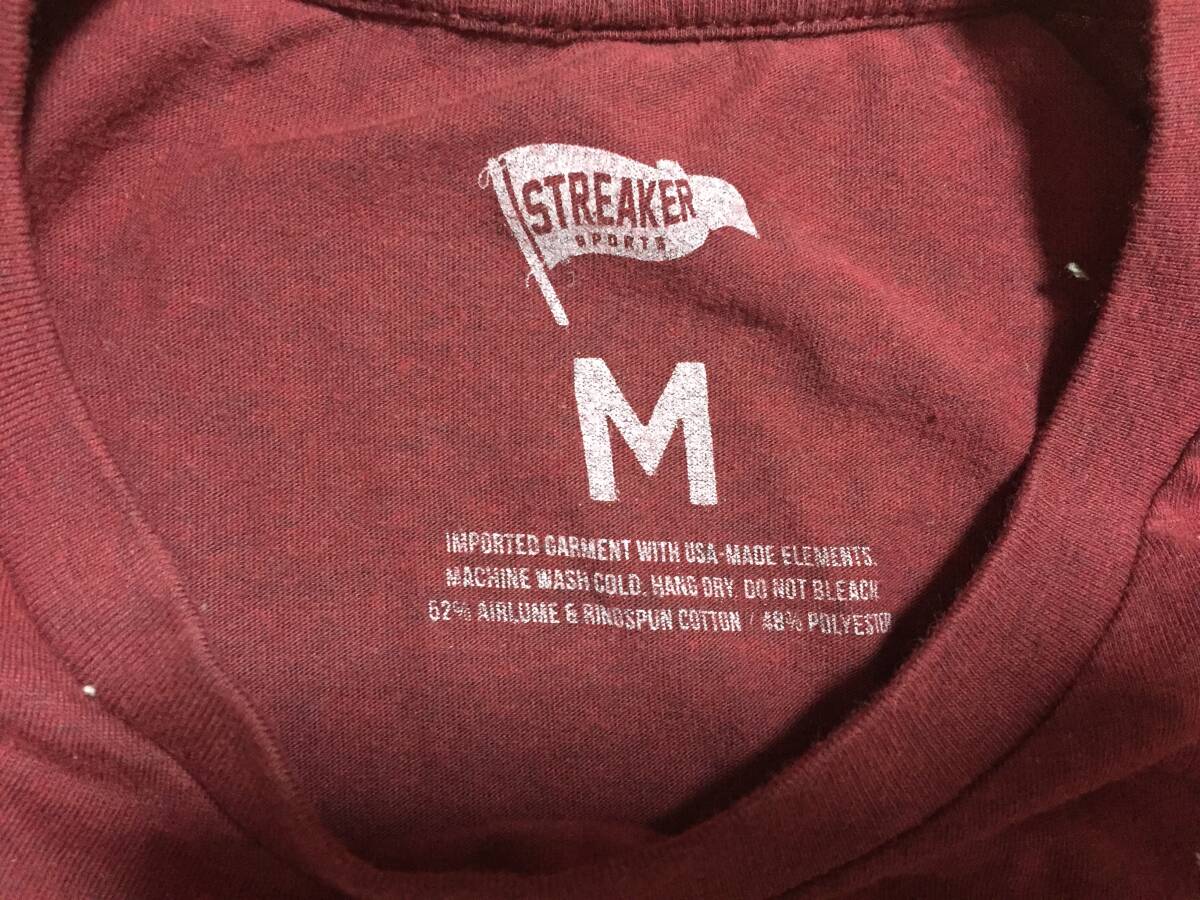 STREAKER
SPORTS
M
IMPORTED GARMENT WITH USA-MADE ELEMENTS.
MACHINE WASH COLD. HANG DRY. DO NOT BLEACH
52% AIRLUME & RINGSPUN COTTON / 48% POLYESTER